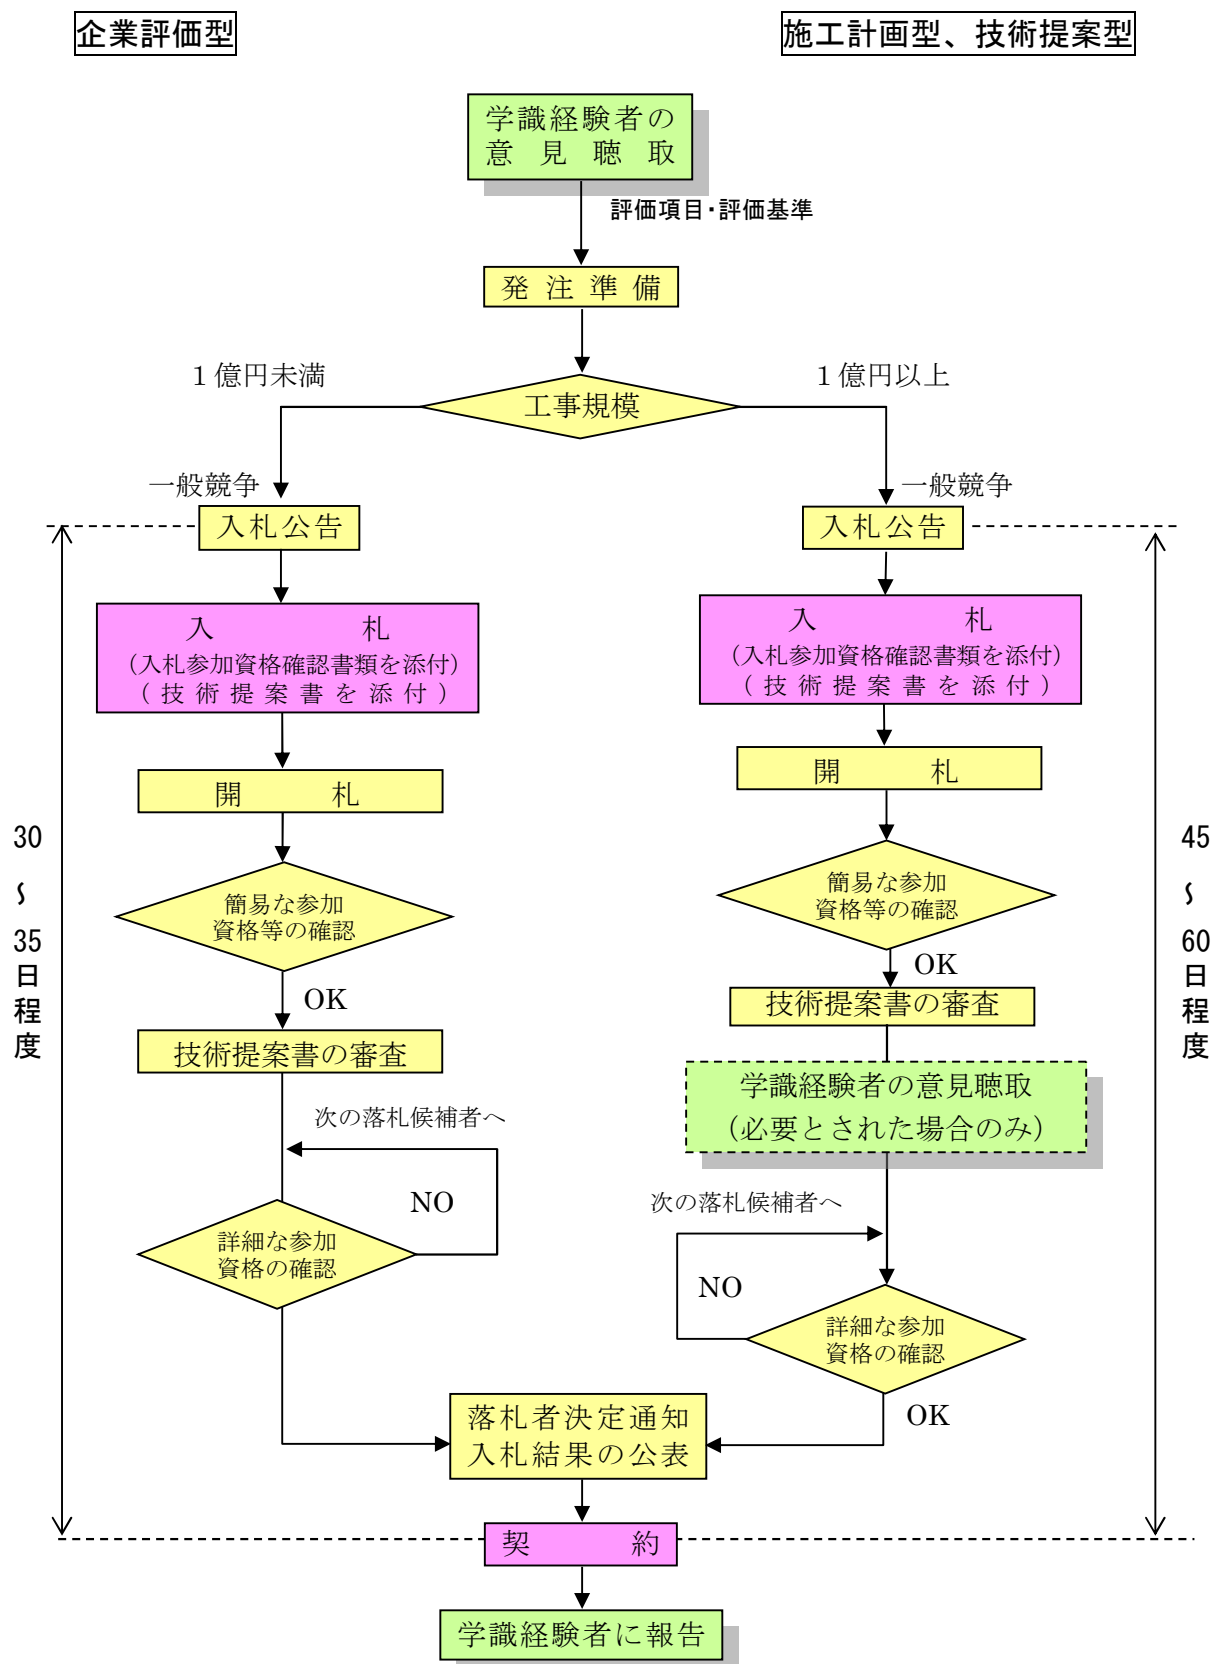 企業評価型
施工計画型、技術提案型
学識経験者の
意見聴取
評価項目・評価基準
発注準備
１億円未満
１億円以上
工事規模
一般競争
一般競争
入札公告
入札公告
入札
（入札参加資格確認書類を添付）
（技術提案書を添付）
入札
（入札参加資格確認書類を添付）
（技術提案書を添付）
開札
開札
30
～
35
日
程
度
45
～
60
日
程
度
簡易な参加
資格等の確認
簡易な参加
資格等の確認
OK
OK
技術提案書の審査
技術提案書の審査
学識経験者の意見聴取
（必要とされた場合のみ）
次の落札候補者へ
NO
次の落札候補者へ
NO
詳細な参加
資格の確認
詳細な参加
資格の確認
OK
落札者決定通知
入札結果の公表
契約
学識経験者に報告